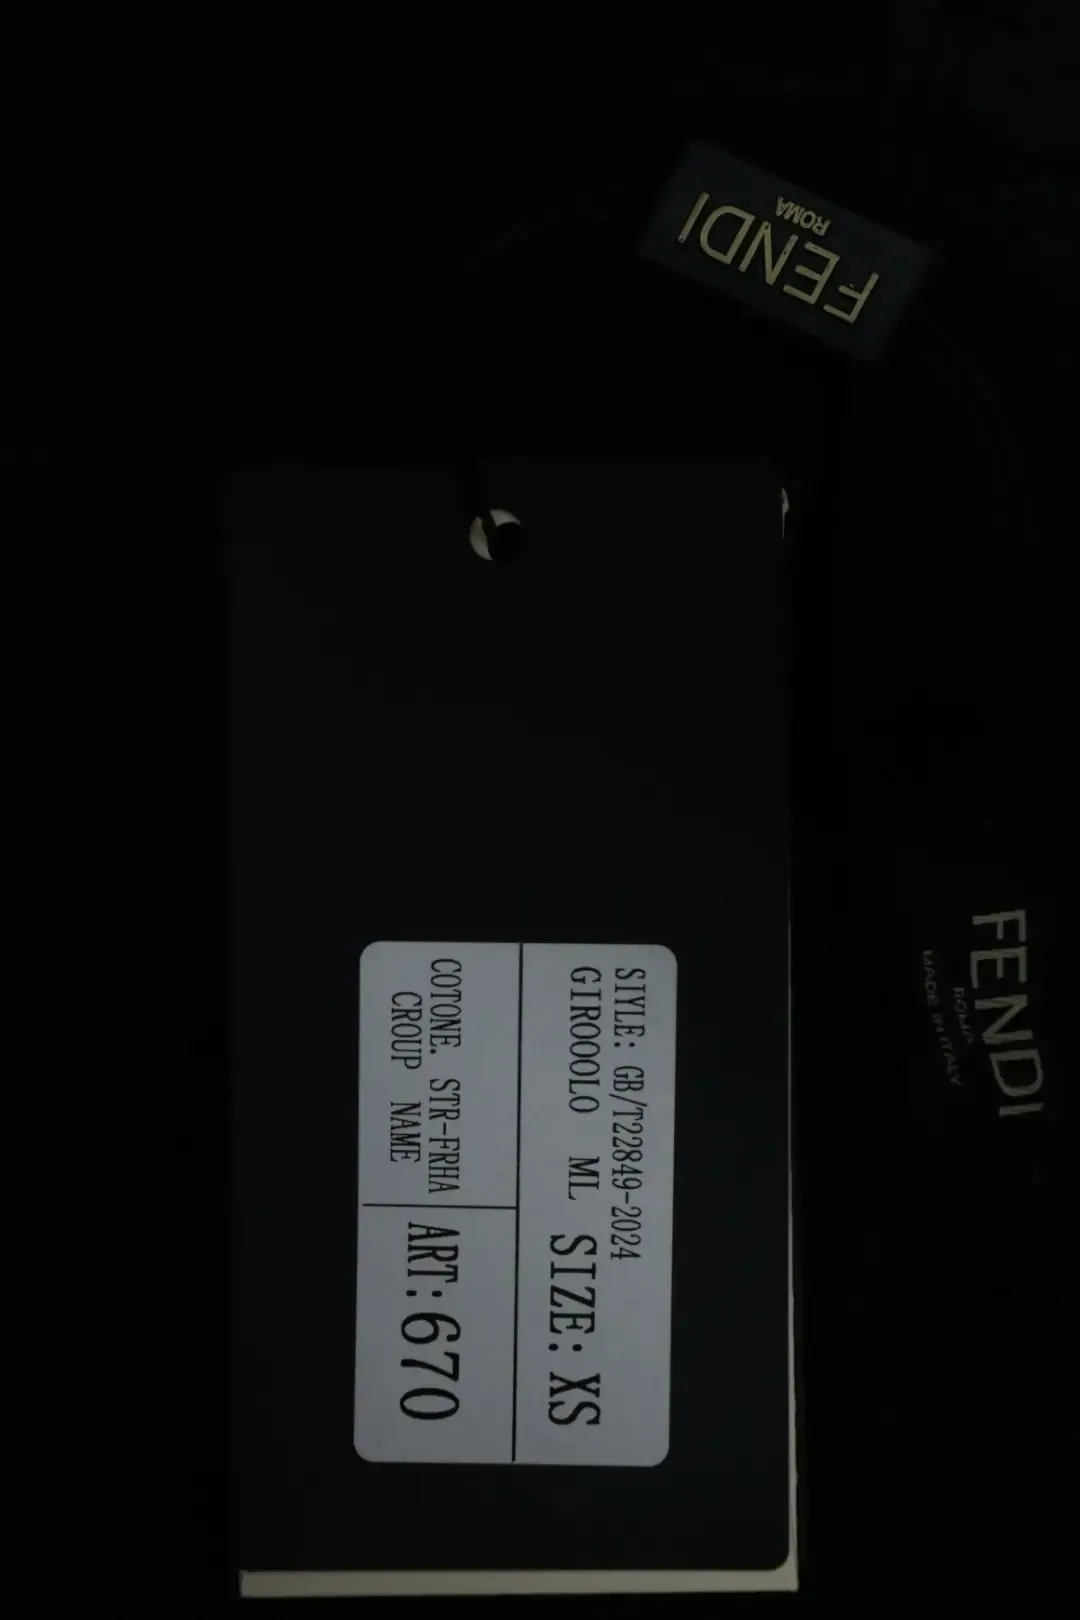 FENDI
ROMA
SIYLE: GB/T22849-2024
GIROOOLO ML
SIZE: XS
COTONE. STR-FRHA
CROUP NAME
ART:670
FENDI
ROMA
MADE IN ITALY